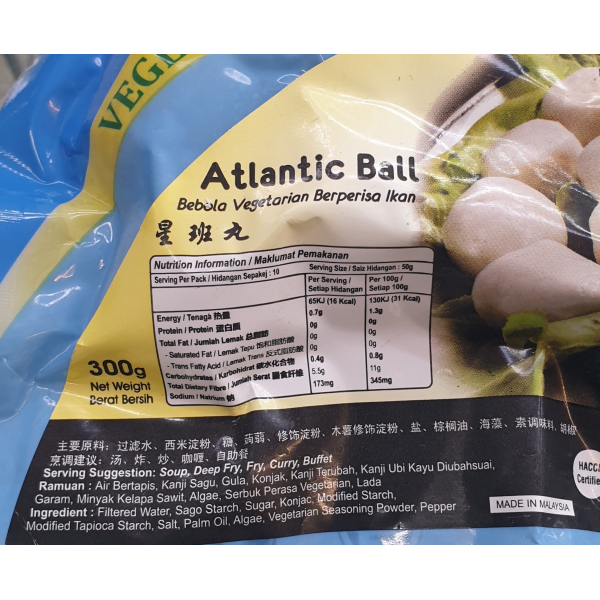 VEGE
Atlantic Ball
Bebola Vegetarian Berperisa Ikan
星斑丸
Nutrition Information / Maklumat Pemakanan
Serving Per Pack / Hidangan Sepakej : 10 Serving Size / Saiz Hidangan : 50g
Per Serving / Setiap Hidangan Per 100g / Setiap 100g
Energy / Tenaga 热量 65KJ (16 Kcal) 130KJ (31 Kcal)
Protein / Protein 蛋白质 0.7g 1.3g
Total Fat / Jumlah Lemak 总脂肪 0g 0g
- Saturated Fat / Lemak Tepu 饱和脂肪酸 0g 0g
- Trans Fatty Acid / Lemak Trans 反式脂肪酸 0g 0g
Carbohydrates / Karbohidrat 碳水化合物 0.4g 0.8g
Total Dietary Fibre / Jumlah Serat 膳食纤维 5.5g 11g
Sodium / Natrium 钠 173mg 345mg
300g
Net Weight
Berat Bersih
主要原料：过滤水、西米淀粉、糖、蒟蒻、修饰淀粉、木薯修饰淀粉、盐、棕榈油、海藻、素调味料、胡椒
烹调建议：汤、炸、炒、咖喱、自助餐
Serving Suggestion: Soup, Deep Fry, Fry, Curry, Buffet
Ramuan : Air Bertapis, Kanji Sagu, Gula, Konjak, Kanji Terubah, Kanji Ubi Kayu Diubahsuai,
Garam, Minyak Kelapa Sawit, Algae, Serbuk Perasa Vegetarian, Lada
Ingredient : Filtered Water, Sago Starch, Sugar, Konjac, Modified Starch,
Modified Tapioca Starch, Salt, Palm Oil, Algae, Vegetarian Seasoning Powder, Pepper
MADE IN MALAYSIA
HACC
Certifie